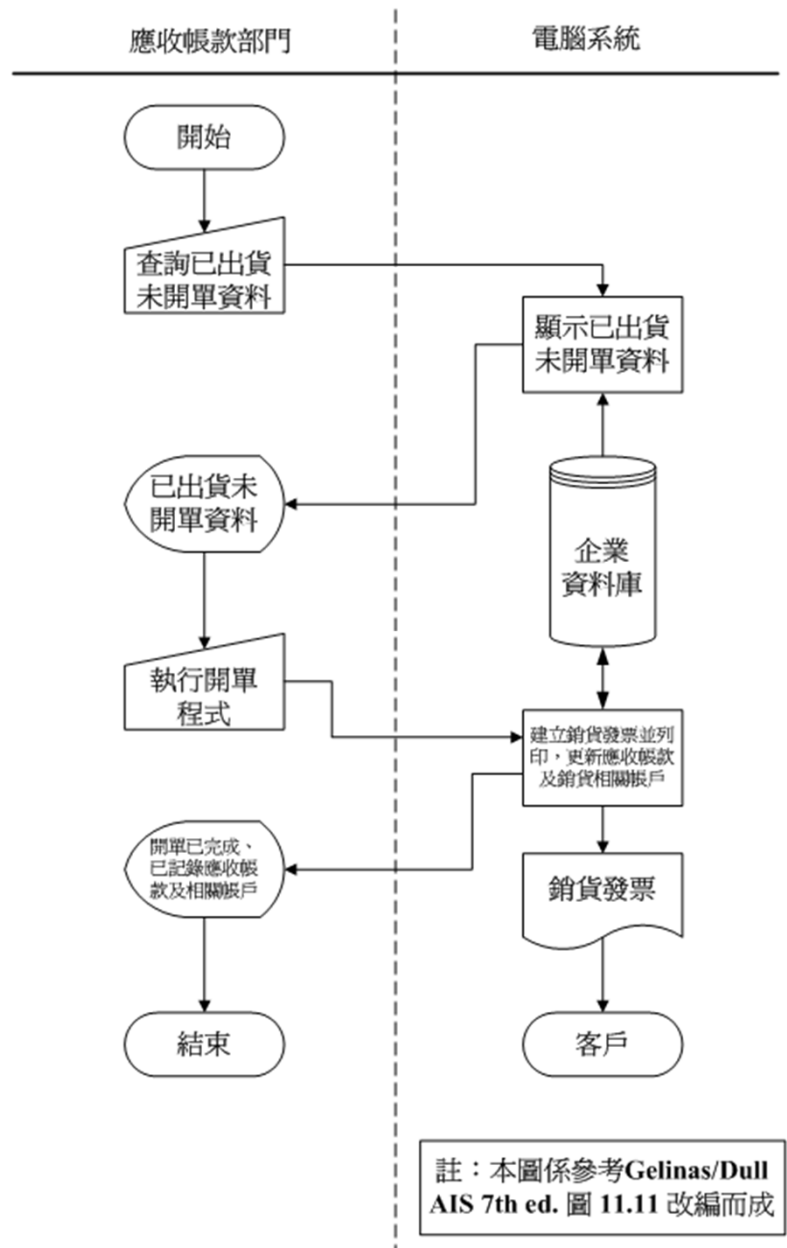 應收帳款部門
電腦系統
開始
查詢已出貨
未開單資料
顯示已出貨
未開單資料
已出貨未
開單資料
企業
資料庫
執行開單
程式
建立銷貨發票並列
印，更新應收帳款
及銷貨相關帳戶
開單已完成、
已記錄應收帳
款及相關帳戶
銷貨發票
結束
客戶
註：本圖係參考Gelinas/Dull
AIS 7th ed. 圖 11.11 改編而成